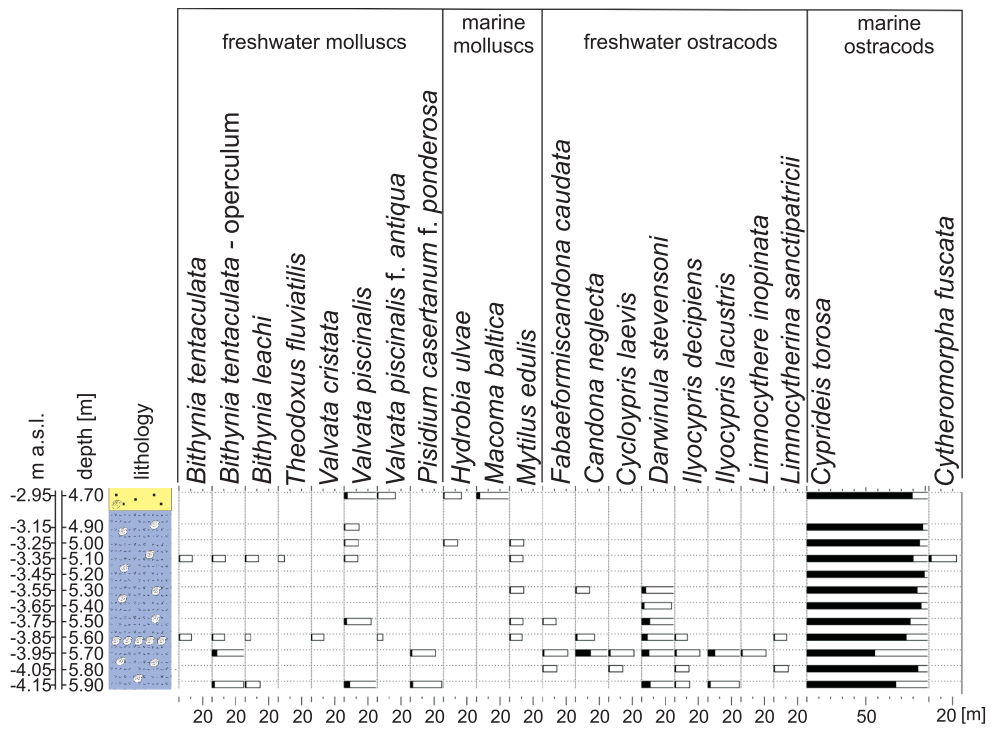 freshwater molluscs
marine
molluscs
freshwater ostracods
marine
ostracods
m a.s.l.
depth [m]
lithology
Bithynia tentaculata
Bithynia tentaculata - operculum
Bithynia leachi
Theodoxus fluviatilis
Valvata cristata
Valvata piscinalis
Valvata piscinalis f. antiqua
Pisidium casertanum f. ponderosa
Hydrobia ulvae
Macoma baltica
Mytilus edulis
Fabaeformiscandona caudata
Candona neglecta
Cycloypris laevis
Darwinula stevensoni
Ilyocypris decipiens
Ilyocypris lacustris
Limnocythere inopinata
Limnocytherina sanctipatricii
Cyprideis torosa
Cytheromorpha fuscata
-2.95 4.70
-3.15 4.90
-3.25 5.00
-3.35 5.10
-3.45 5.20
-3.55 5.30
-3.65 5.40
-3.75 5.50
-3.85 5.60
-3.95 5.70
-4.05 5.80
-4.15 5.90
20 20 20 20 20 20 20 20 20 20 20 20 20 20 20 20 20 20 20 50 20 [m]